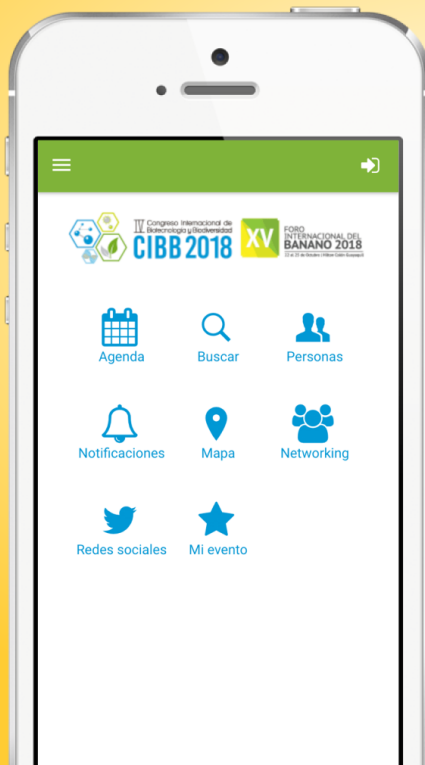 IV Congreso Internacional de
Biotecnología y Biodiversidad
CIBB 2018
XV
FORO
INTERNACIONAL DEL
BANANO 2018
Agenda
Buscar
Personas
Notificaciones
Mapa
Networking
Redes sociales
Mi evento